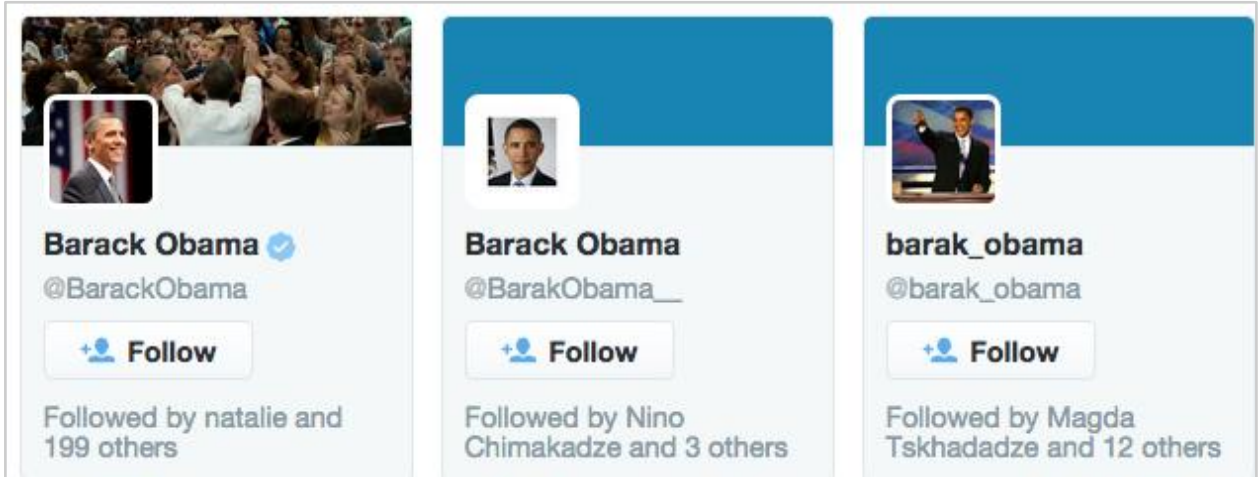 Barack Obama
@BarackObama
Follow
Followed by natalie and
199 others
Barack Obama
@BarakObama__
Follow
Followed by Nino
Chimakadze and 3 others
barak_obama
@barak_obama
Follow
Followed by Magda
Tskhadadze and 12 others